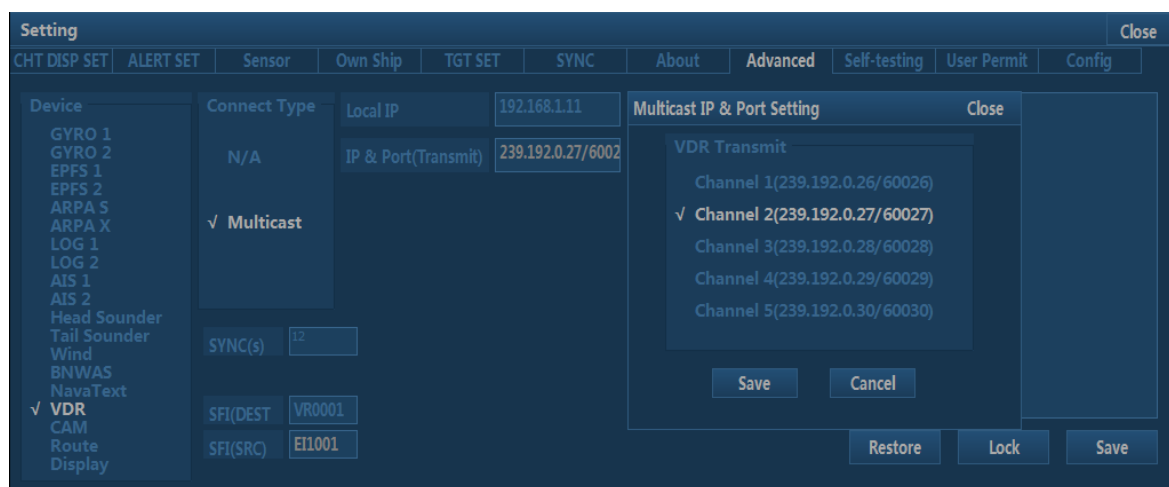 Setting Close
CHT DISP SET ALERT SET Sensor Own Ship TGT SET SYNC About Advanced Self-testing User Permit Config
Device
GYRO 1
GYRO 2
EPFS 1
EPFS 2
ARPA S
ARPA X
LOG 1
LOG 2
AIS 1
AIS 2
Head Sounder
Tail Sounder
Wind
BNWAS
NavaText
√ VDR
CAM
Route
Display
Connect Type
N/A
√ Multicast
SYNC(s) 12
SFI(DEST VR0001
SFI(SRC) EI1001
Local IP 192.168.1.11
IP & Port(Transmit) 239.192.0.27/6002
Multicast IP & Port Setting Close
VDR Transmit
Channel 1(239.192.0.26/60026)
√ Channel 2(239.192.0.27/60027)
Channel 3(239.192.0.28/60028)
Channel 4(239.192.0.29/60029)
Channel 5(239.192.0.30/60030)
Save Cancel
Restore Lock Save